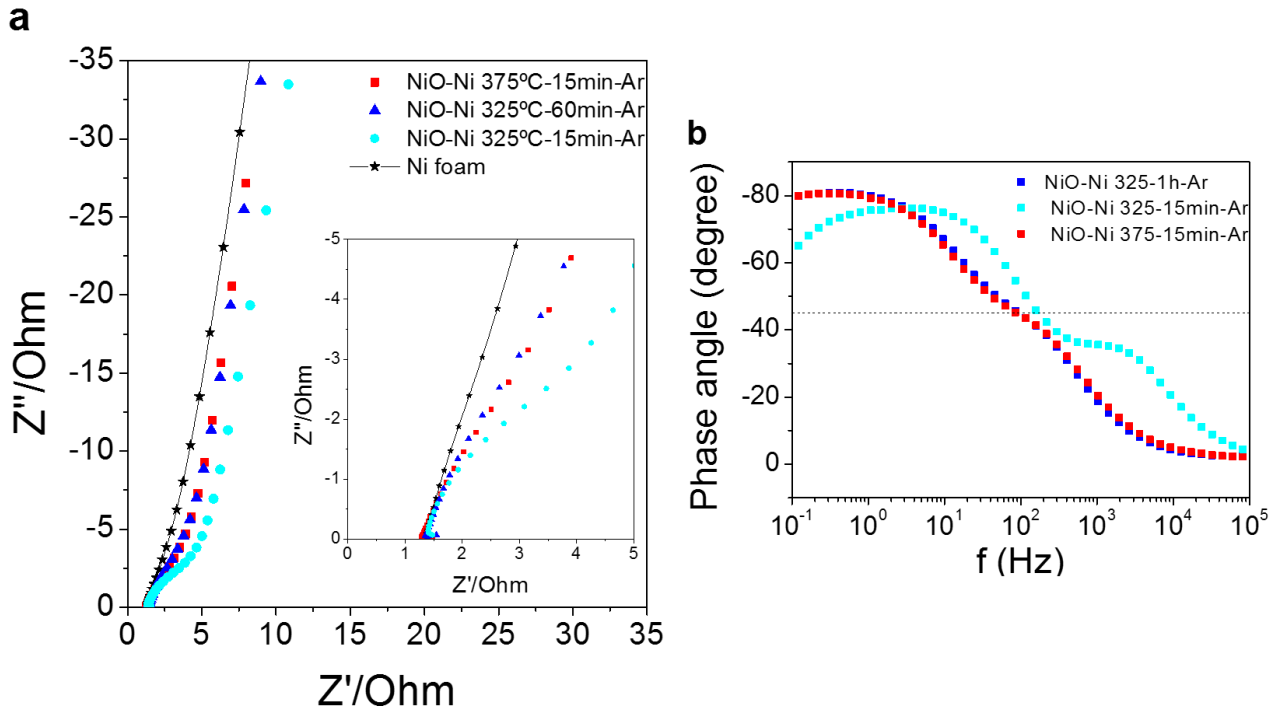 a
-35
-30
-25
-20
-15
-10
-5
0
Z''/Ohm
0
5
10
15
20
25
30
35
Z'/Ohm
NiO-Ni 375ºC-15min-Ar
NiO-Ni 325ºC-60min-Ar
NiO-Ni 325ºC-15min-Ar
Ni foam
-5
-4
-3
-2
-1
0
Z''/Ohm
0
1
2
3
4
5
Z'/Ohm
b
-80
-60
-40
-20
0
Phase angle (degree)
NiO-Ni 325-1h-Ar
NiO-Ni 325-15min-Ar
NiO-Ni 375-15min-Ar
10⁻¹
10⁰
10¹
10²
10³
10⁴
10⁵
f (Hz)